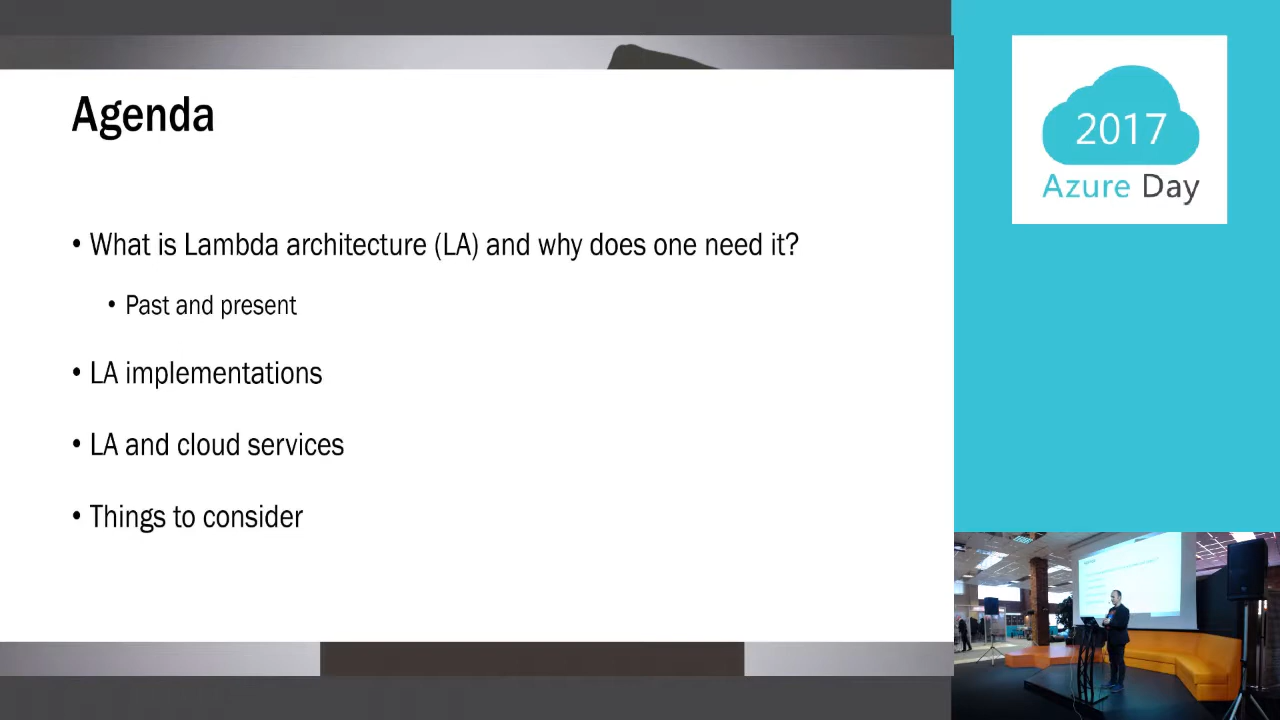 Agenda
• What is Lambda architecture (LA) and why does one need it?
• Past and present
• LA implementations
• LA and cloud services
• Things to consider
2017
Azure Day